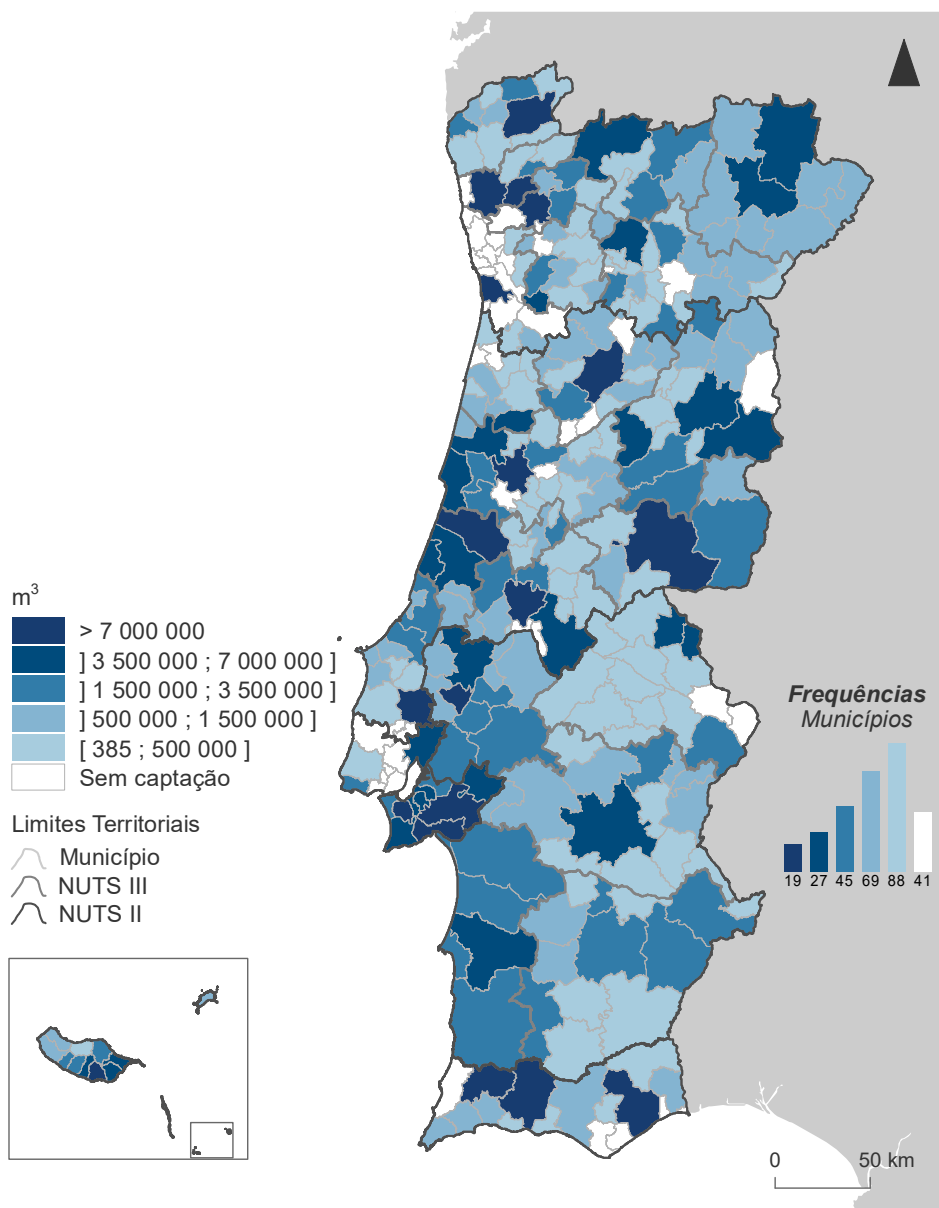 m³
> 7 000 000
] 3 500 000 ; 7 000 000 ]
] 1 500 000 ; 3 500 000 ]
] 500 000 ; 1 500 000 ]
[ 385 ; 500 000 ]
Sem captação
Limites Territoriais
Município
NUTS III
NUTS II
Frequências
Municípios
19 27 45 69 88 41
0 50 km